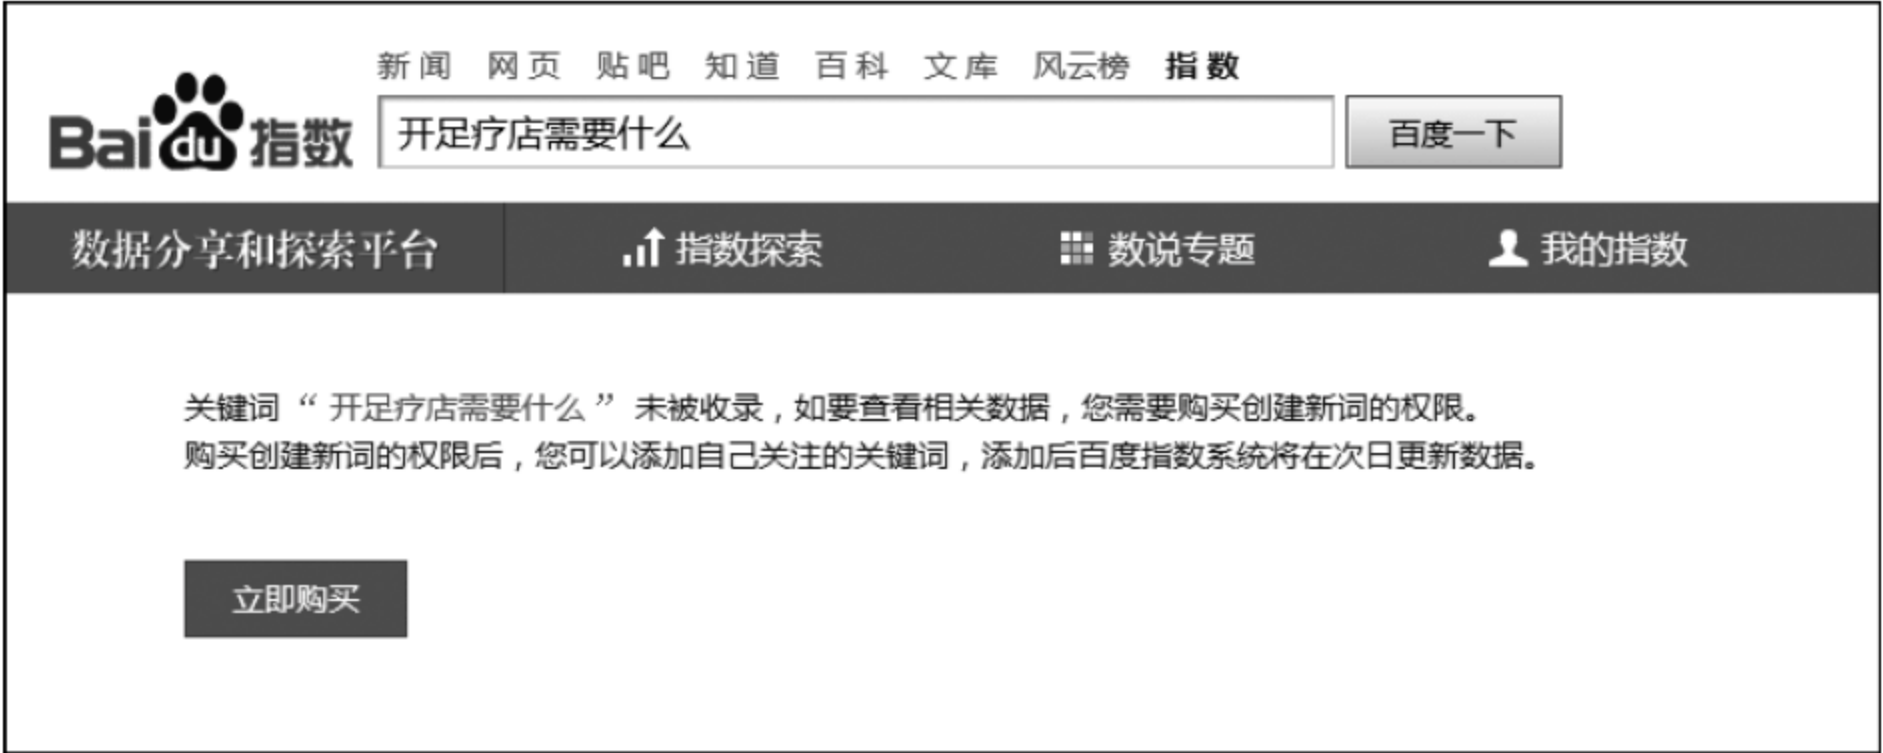 新闻 网页 贴吧 知道 百科 文库 风云榜 指数
Baidu指数 开足疗店需要什么 百度一下
数据分享和探索平台 指数探索 数说专题 我的指数
关键词“开足疗店需要什么”未被收录，如要查看相关数据，您需要购买创建新词的权限。
购买创建新词的权限后，您可以添加自己关注的关键词，添加后百度指数系统将在次日更新数据。
立即购买